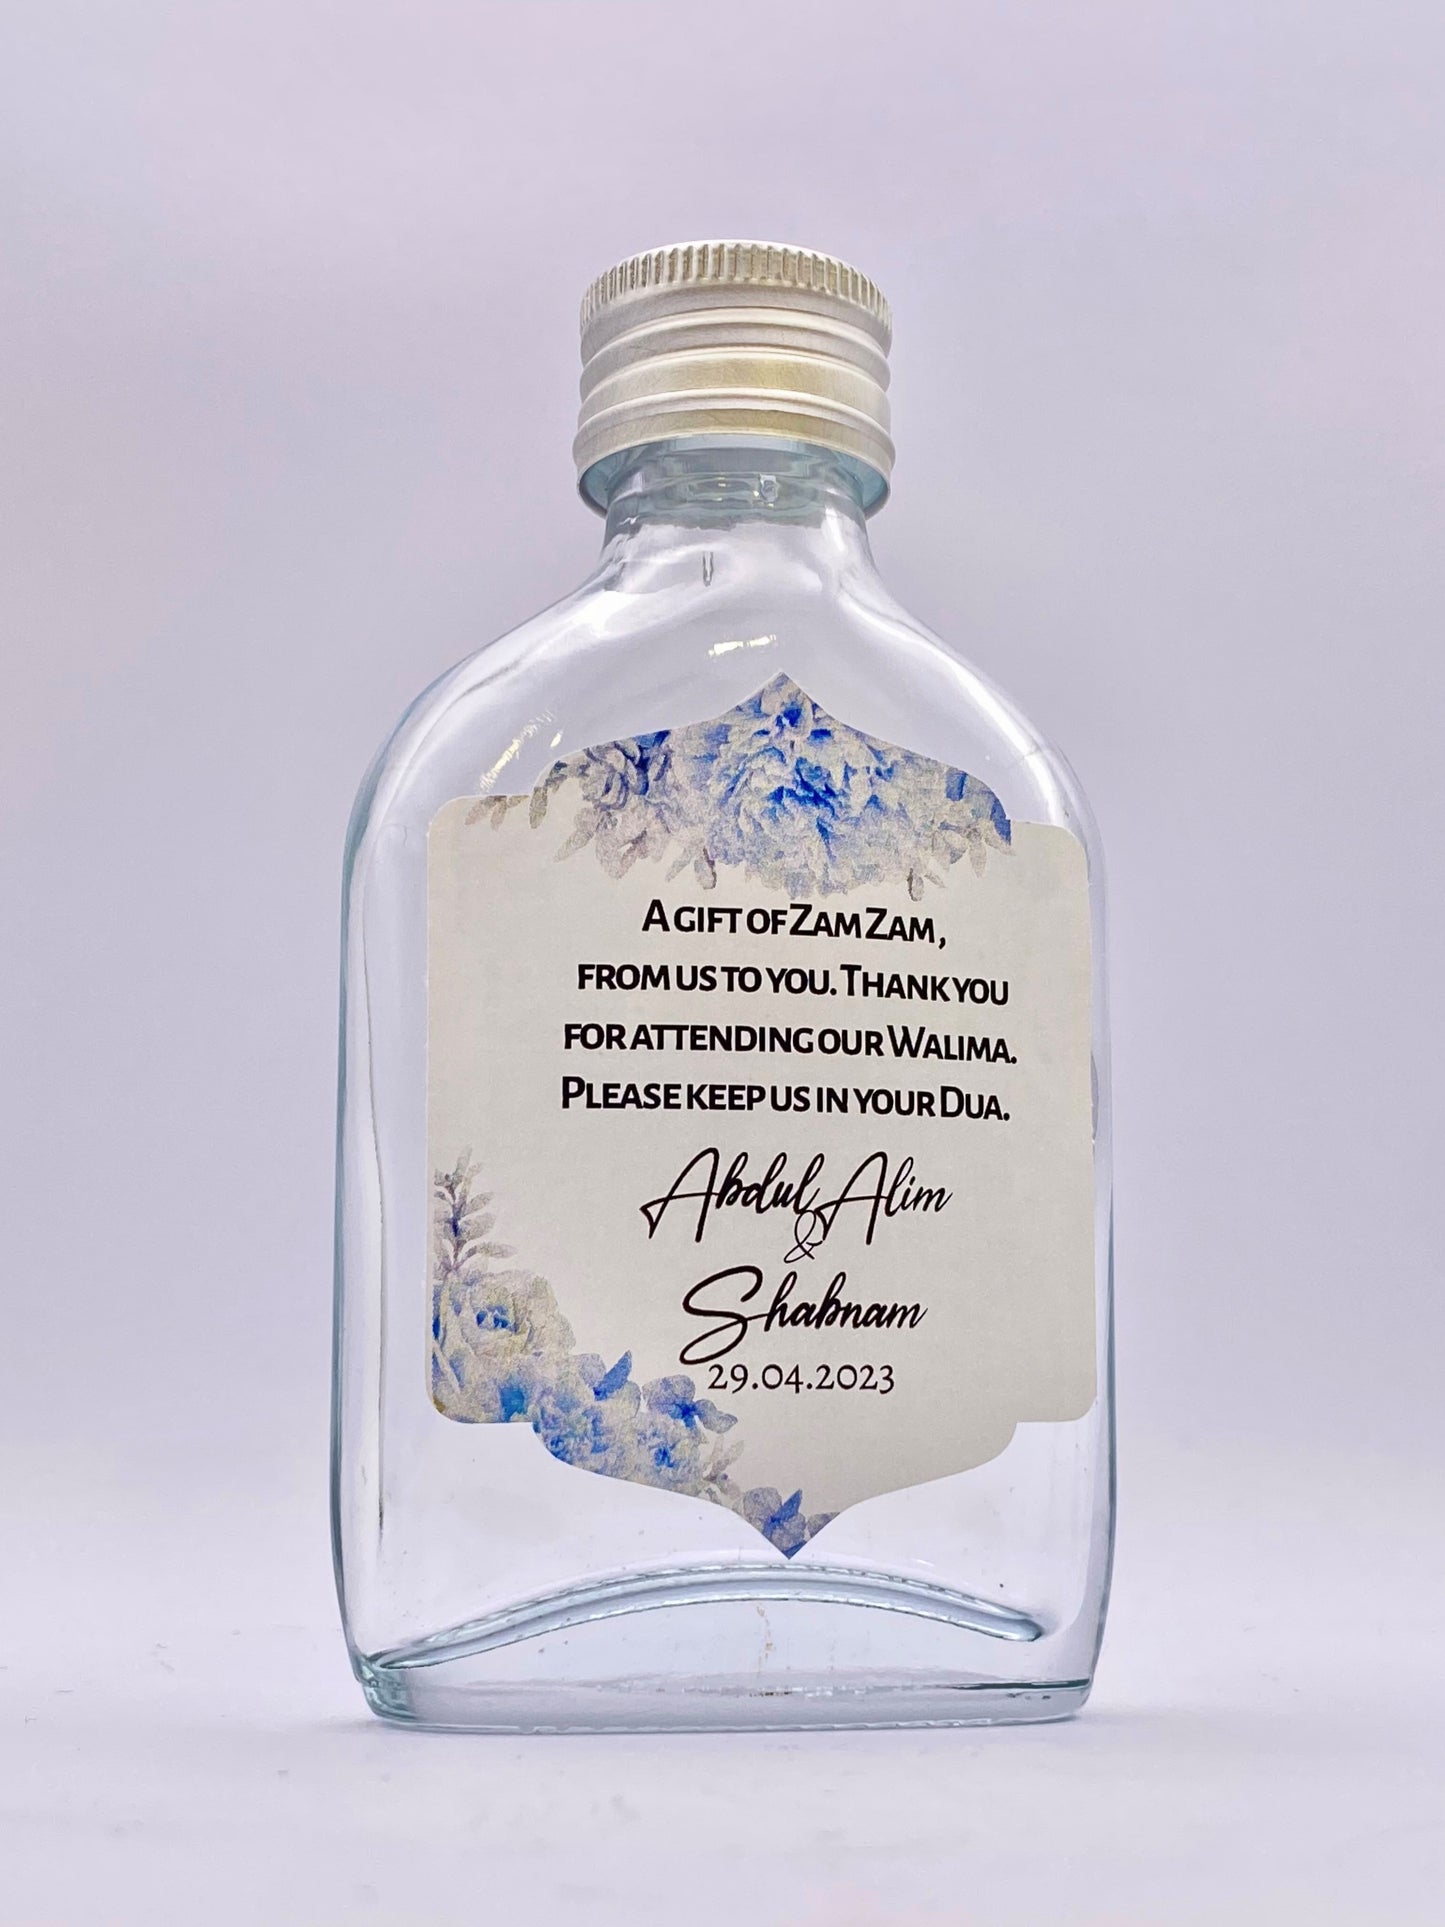 A GIFT OF ZAM ZAM,
FROM US TO YOU. THANK YOU
FOR ATTENDING OUR WALIMA.
PLEASE KEEP US IN YOUR DUA.
Abdul Alim
&
Shabnam
29.04.2023